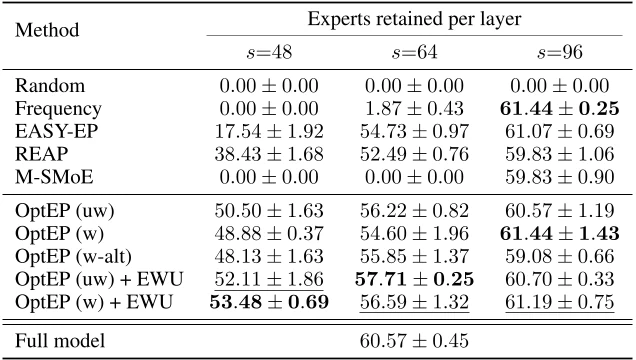 Method Experts retained per layer
s=48 s=64 s=96
Random 0.00 ± 0.00 0.00 ± 0.00 0.00 ± 0.00
Frequency 0.00 ± 0.00 1.87 ± 0.43 61.44 ± 0.25
EASY-EP 17.54 ± 1.92 54.73 ± 0.97 61.07 ± 0.69
REAP 38.43 ± 1.68 52.49 ± 0.76 59.83 ± 1.06
M-SMoE 0.00 ± 0.00 0.00 ± 0.00 59.83 ± 0.90
OptEP (uw) 50.50 ± 1.63 56.22 ± 0.82 60.57 ± 1.19
OptEP (w) 48.88 ± 0.37 54.60 ± 1.96 61.44 ± 1.43
OptEP (w-alt) 48.13 ± 1.63 55.85 ± 1.37 59.08 ± 0.66
OptEP (uw) + EWU 52.11 ± 1.86 57.71 ± 0.25 60.70 ± 0.33
OptEP (w) + EWU 53.48 ± 0.69 56.59 ± 1.32 61.19 ± 0.75
Full model 60.57 ± 0.45